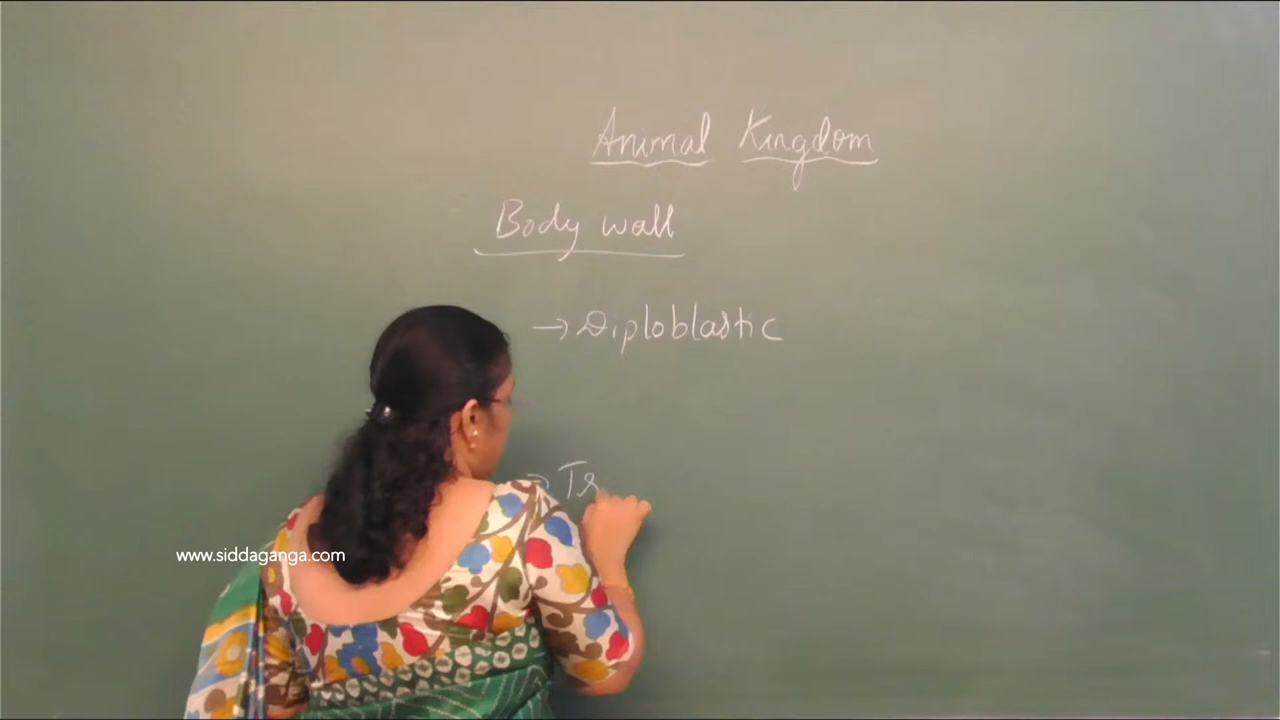 Animal Kingdom
Body wall
→ Diploblastic
→ Tr
www.siddaganga.com